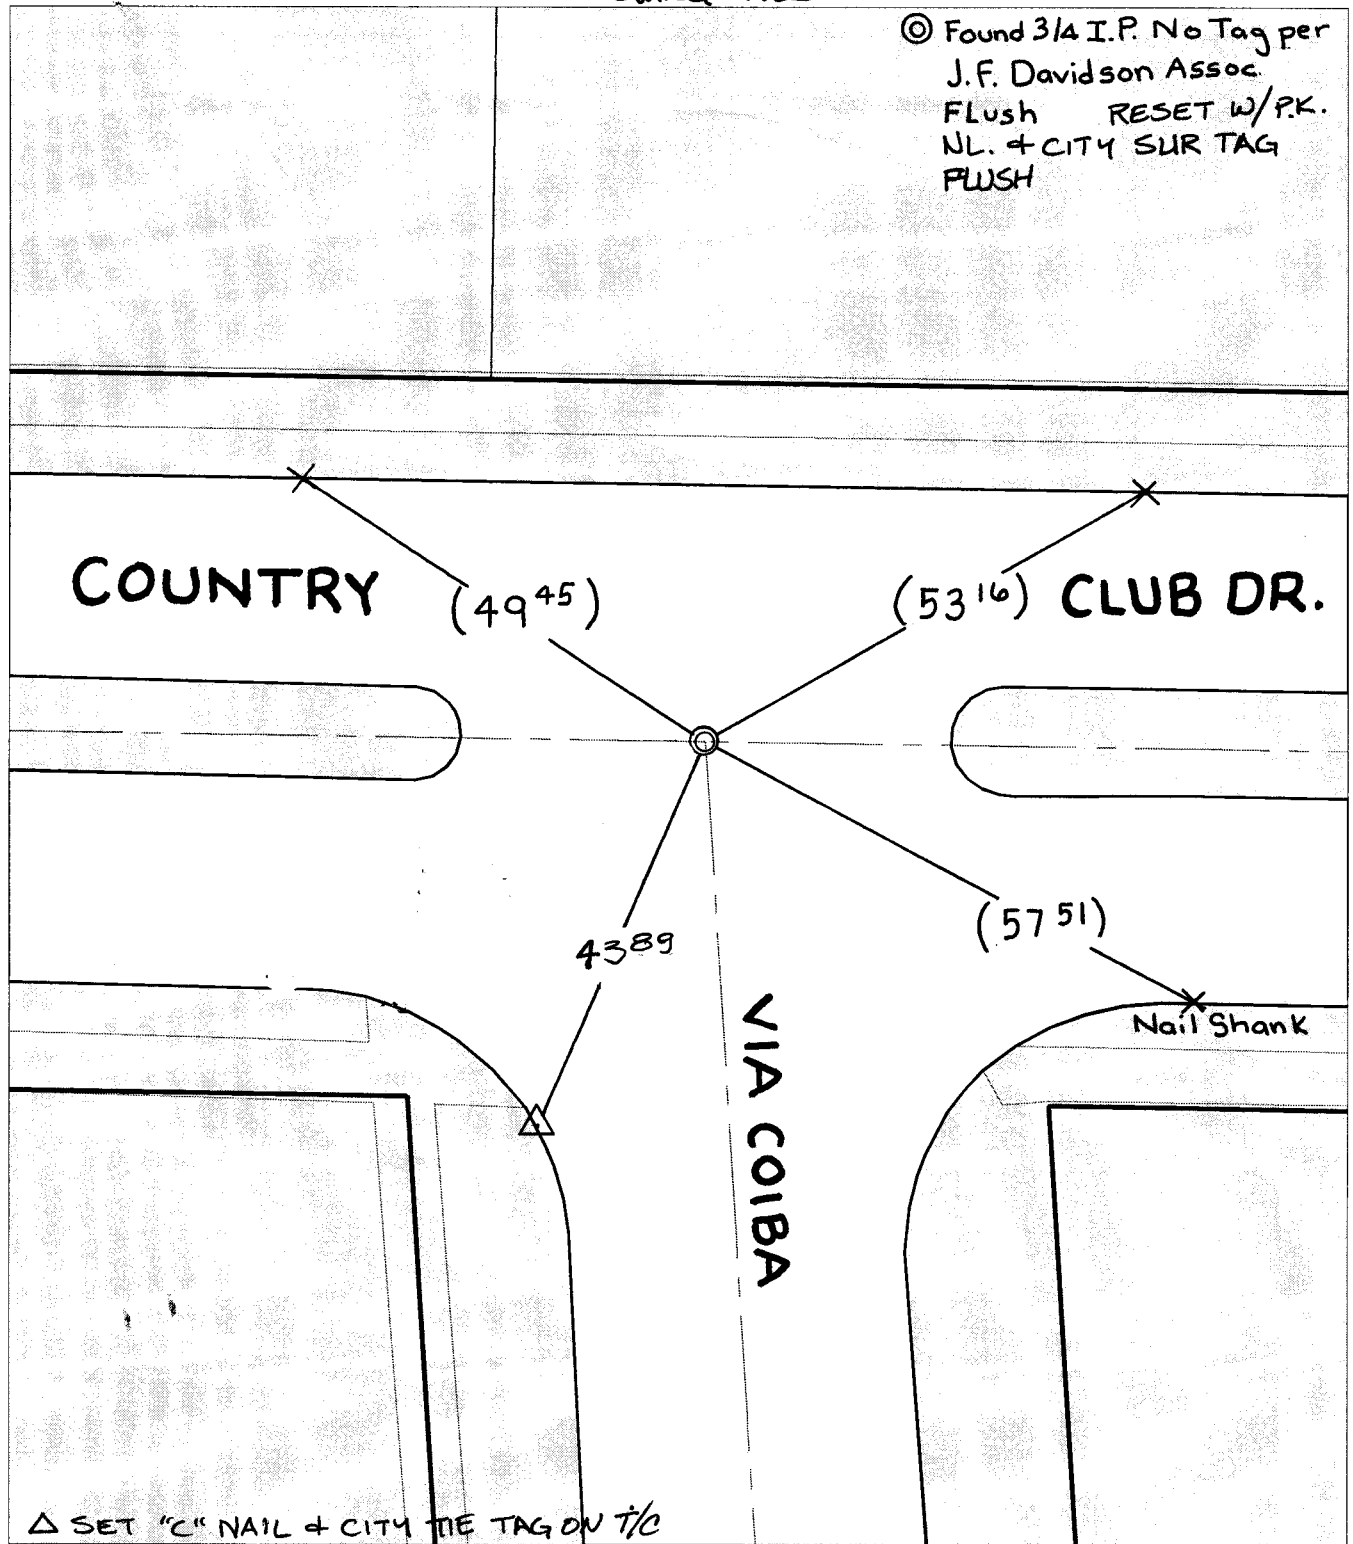 ◎ Found 3/4 I.P. No Tag per
J.F. Davidson Assoc.
Flush RESET W/P.K.
NL. & CITY SUR TAG
FLUSH
COUNTRY (49 45) (53 16) CLUB DR.
43 89 (57 51)
Nail Shank
VIA COIBA
△ SET "C" NAIL & CITY TIE TAG ON T/C